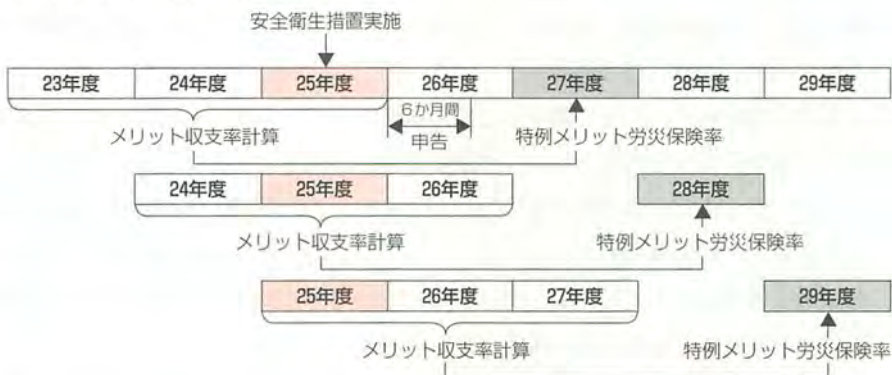 安全衛生措置実施
23年度 24年度 25年度 26年度 27年度 28年度 29年度
6か月間
メリット収支率計算 申告 特例メリット労災保険率
24年度 25年度 26年度 28年度
メリット収支率計算 特例メリット労災保険率
25年度 26年度 27年度 29年度
メリット収支率計算 特例メリット労災保険率